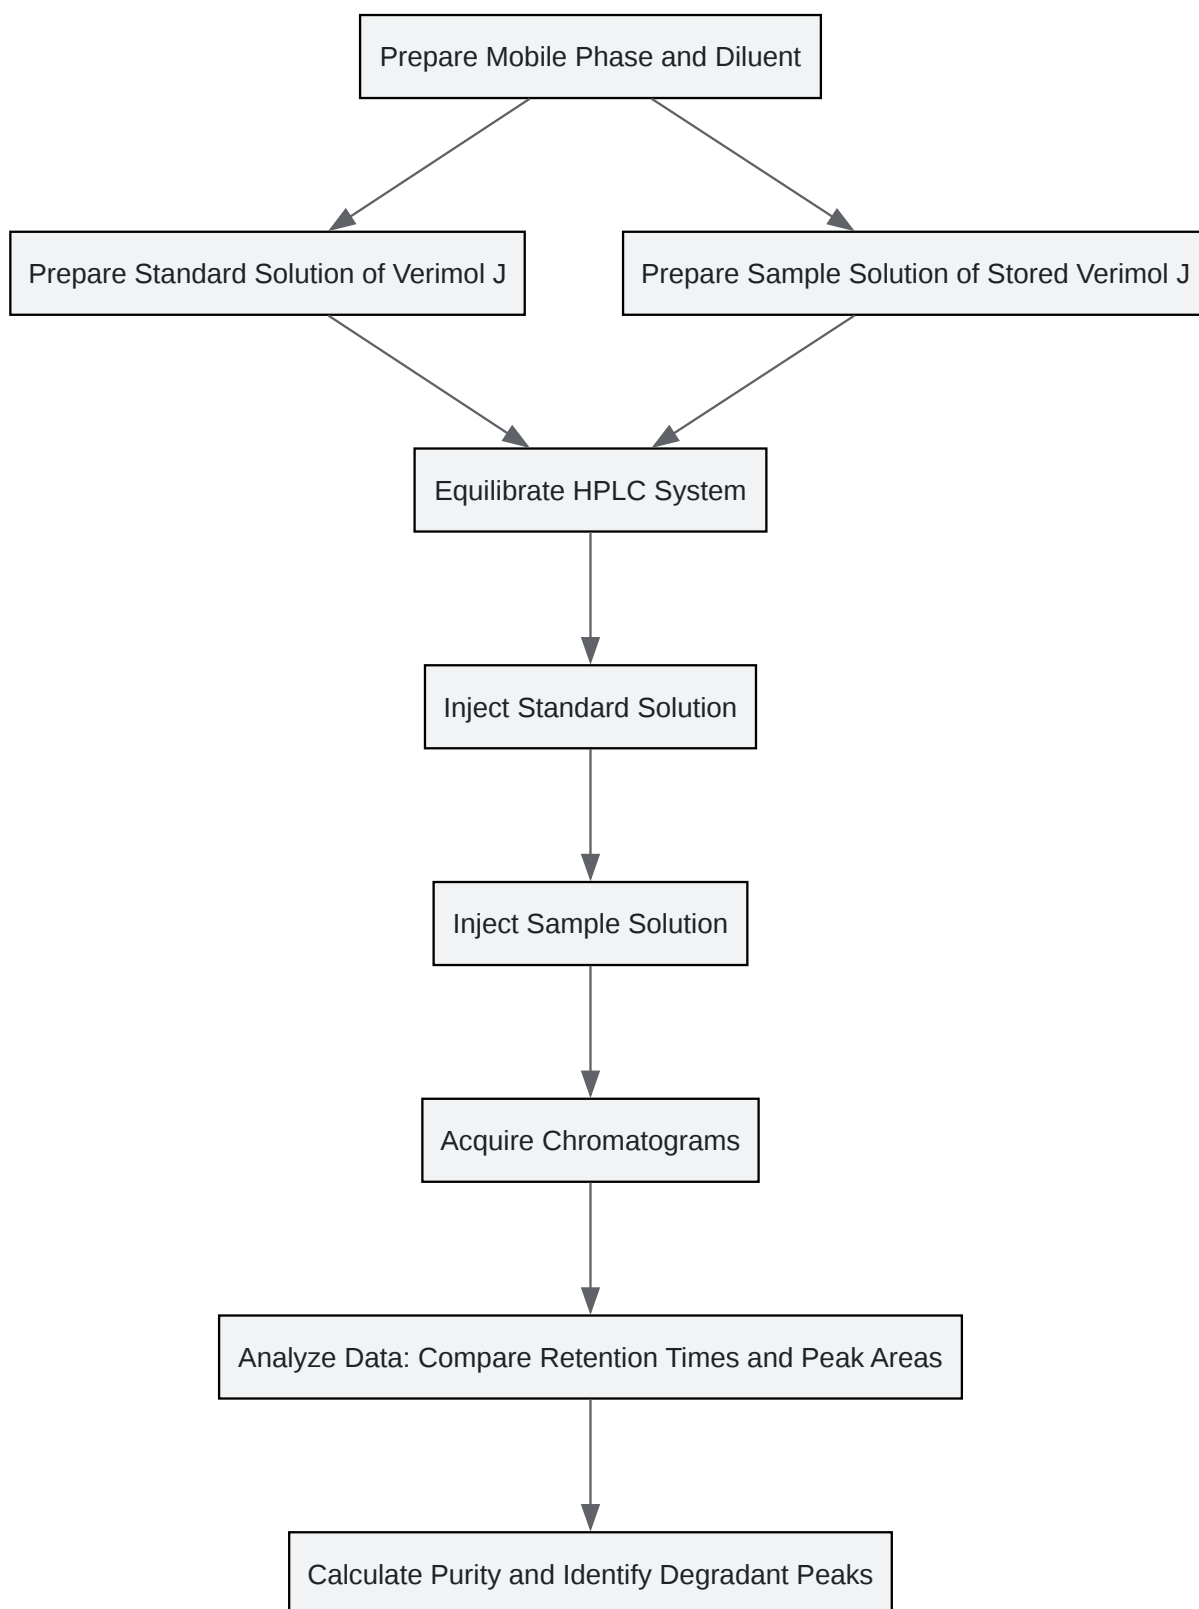 Prepare Mobile Phase and Diluent
Prepare Standard Solution of Verimol J
Prepare Sample Solution of Stored Verimol J
Equilibrate HPLC System
Inject Standard Solution
Inject Sample Solution
Acquire Chromatograms
Analyze Data: Compare Retention Times and Peak Areas
Calculate Purity and Identify Degradant Peaks